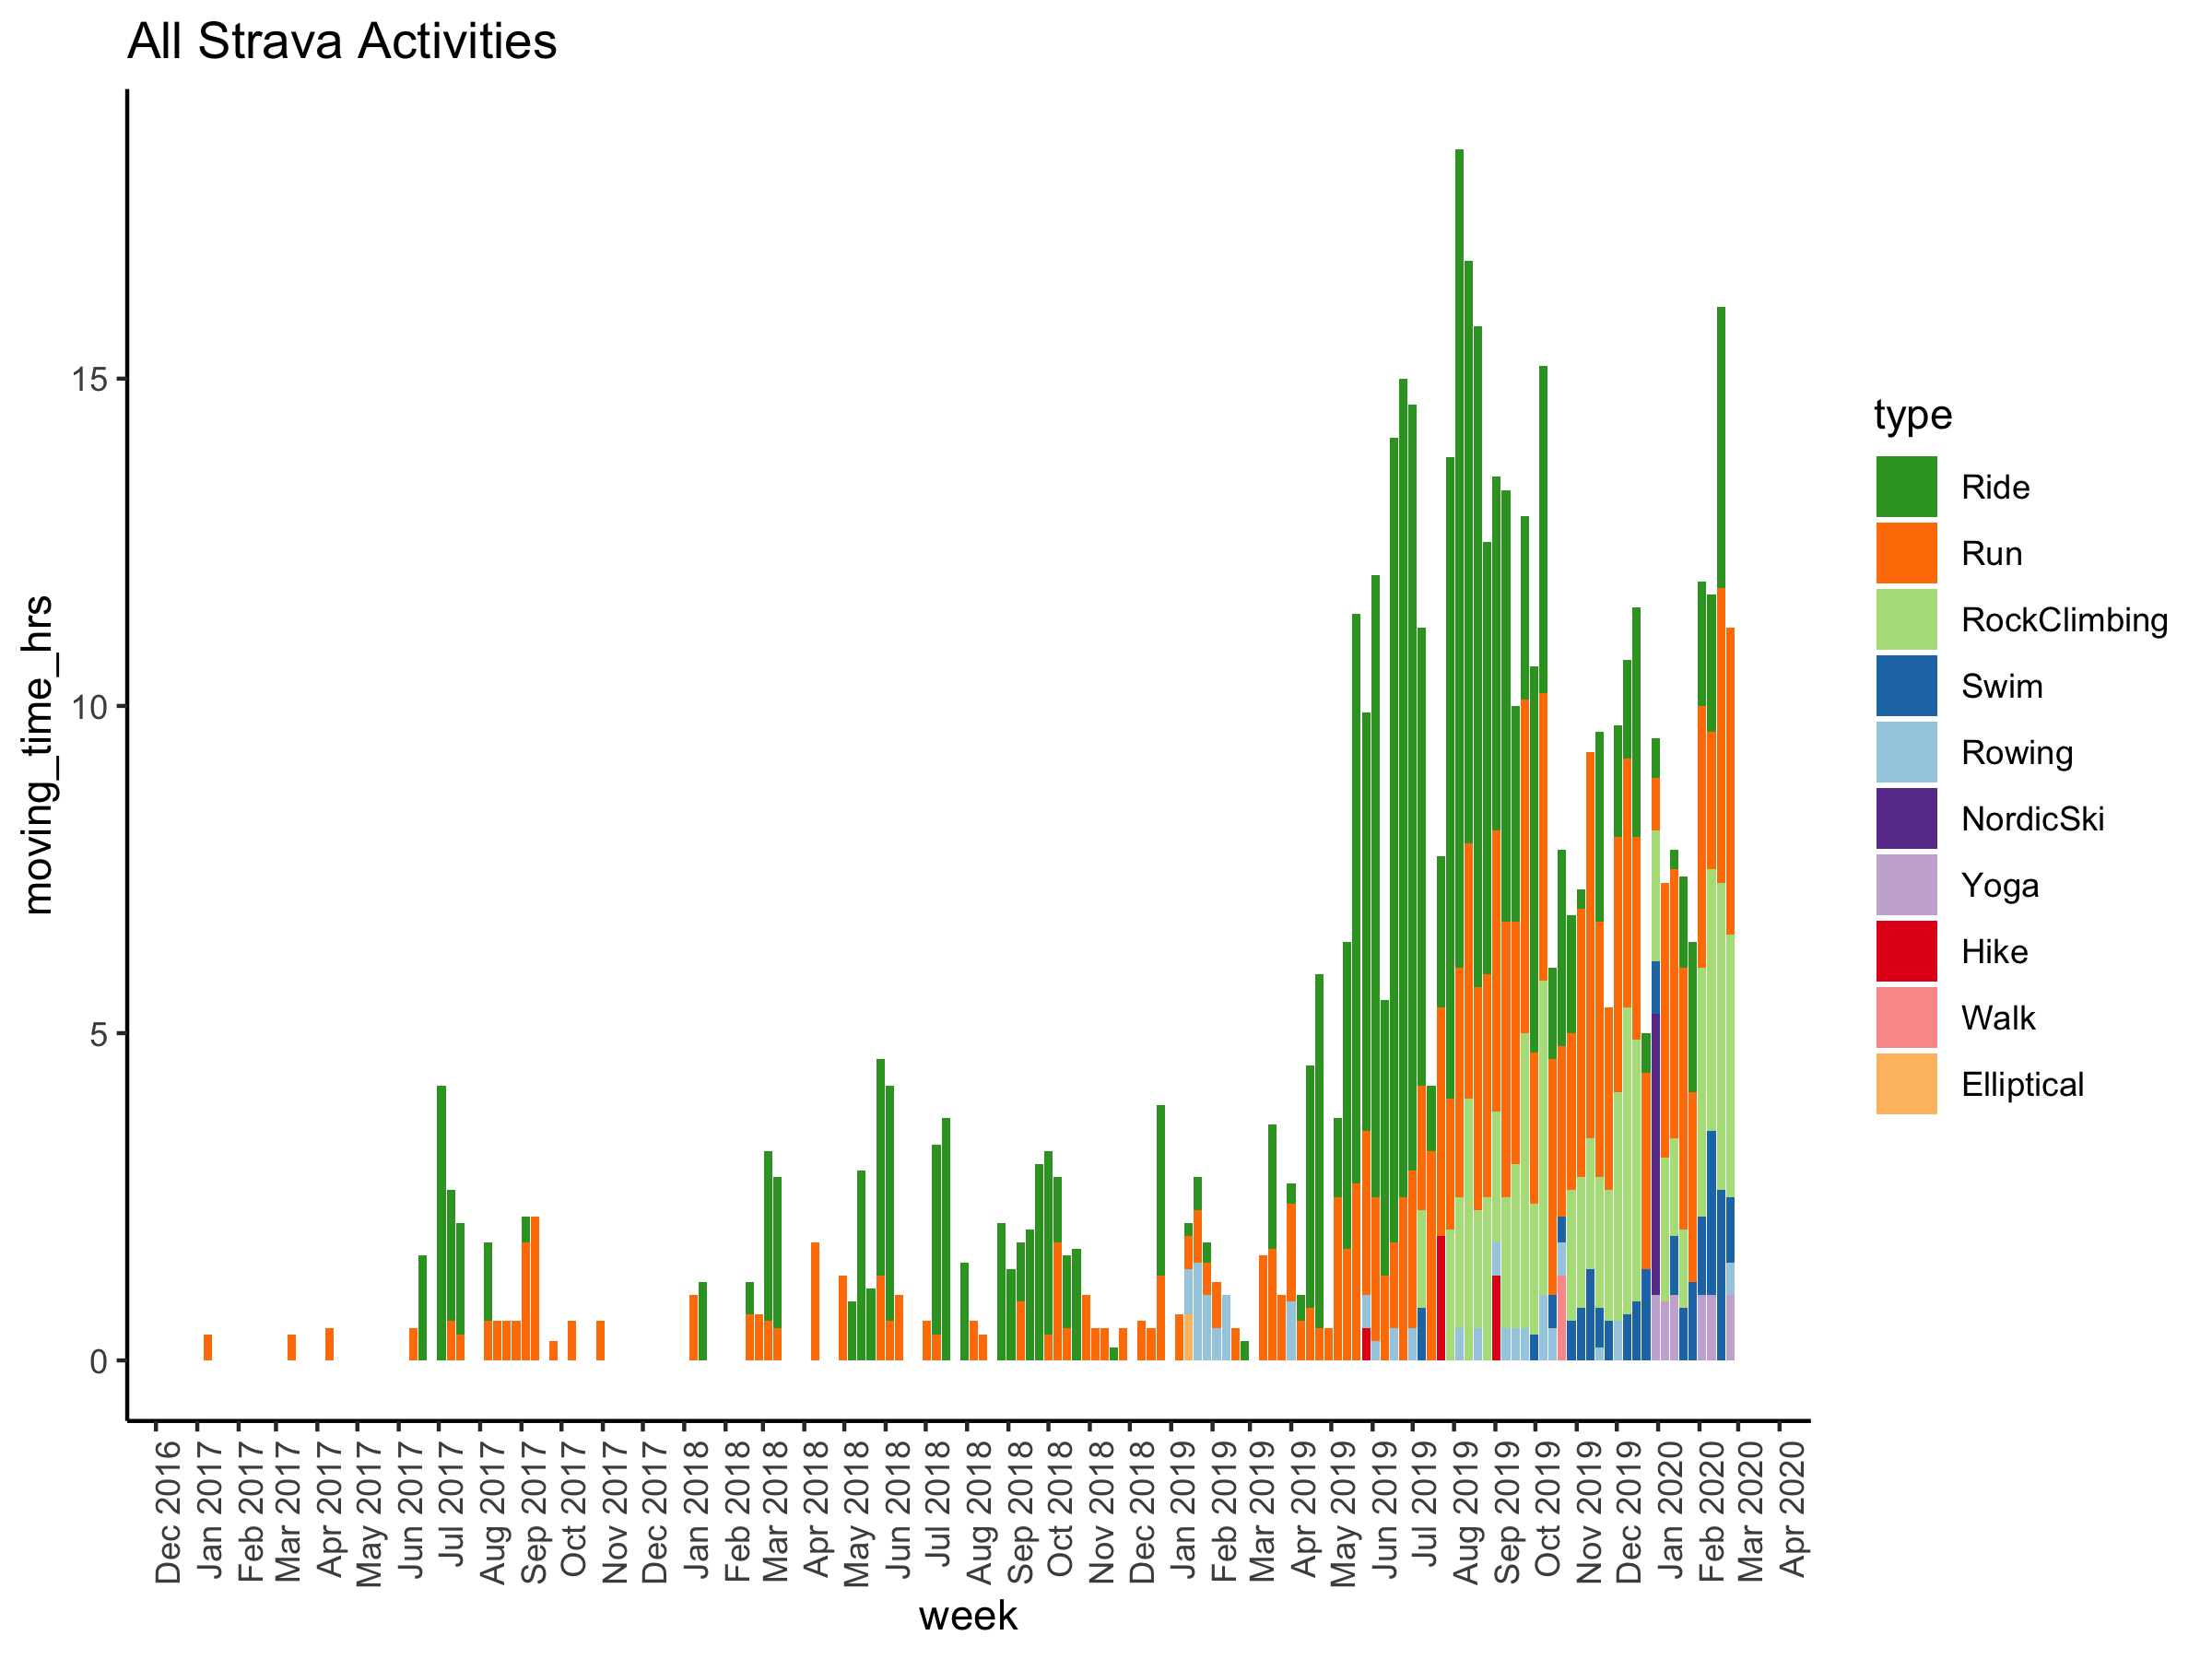 All Strava Activities
moving_time_hrs
15
10
5
0
Dec 2016
Jan 2017
Feb 2017
Mar 2017
Apr 2017
May 2017
Jun 2017
Jul 2017
Aug 2017
Sep 2017
Oct 2017
Nov 2017
Dec 2017
Jan 2018
Feb 2018
Mar 2018
Apr 2018
May 2018
Jun 2018
Jul 2018
Aug 2018
Sep 2018
Oct 2018
Nov 2018
Dec 2018
Jan 2019
Feb 2019
Mar 2019
Apr 2019
May 2019
Jun 2019
Jul 2019
Aug 2019
Sep 2019
Oct 2019
Nov 2019
Dec 2019
Jan 2020
Feb 2020
Mar 2020
Apr 2020
week
type
Ride
Run
RockClimbing
Swim
Rowing
NordicSki
Yoga
Hike
Walk
Elliptical